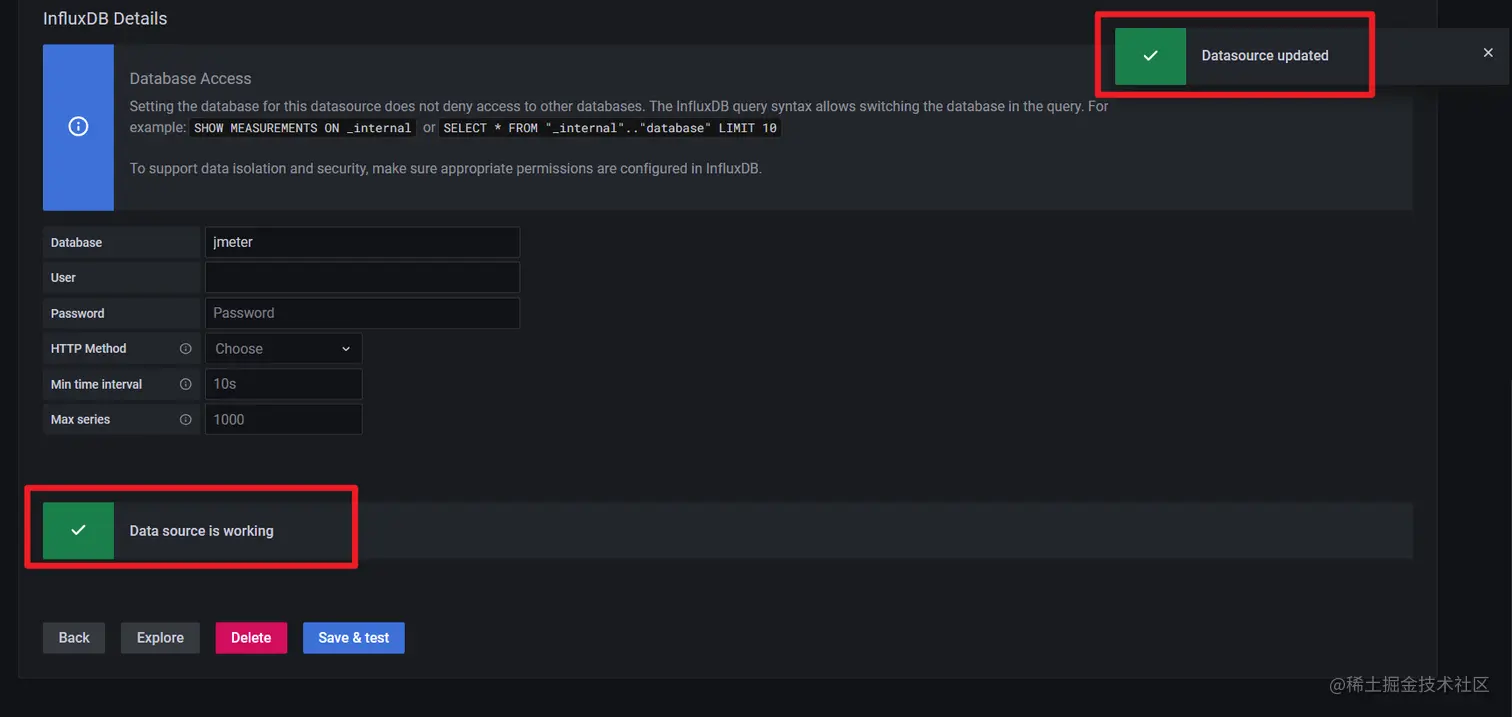 InfluxDB Details
Datasource updated
Database Access
Setting the database for this datasource does not deny access to other databases. The InfluxDB query syntax allows switching the database in the query. For
example: SHOW MEASUREMENTS ON _internal or SELECT * FROM "_internal".."database" LIMIT 10
To support data isolation and security, make sure appropriate permissions are configured in InfluxDB.
Database jmeter
User
Password Password
HTTP Method Choose
Min time interval 10s
Max series 1000
Data source is working
Back Explore Delete Save & test
@稀土掘金技术社区